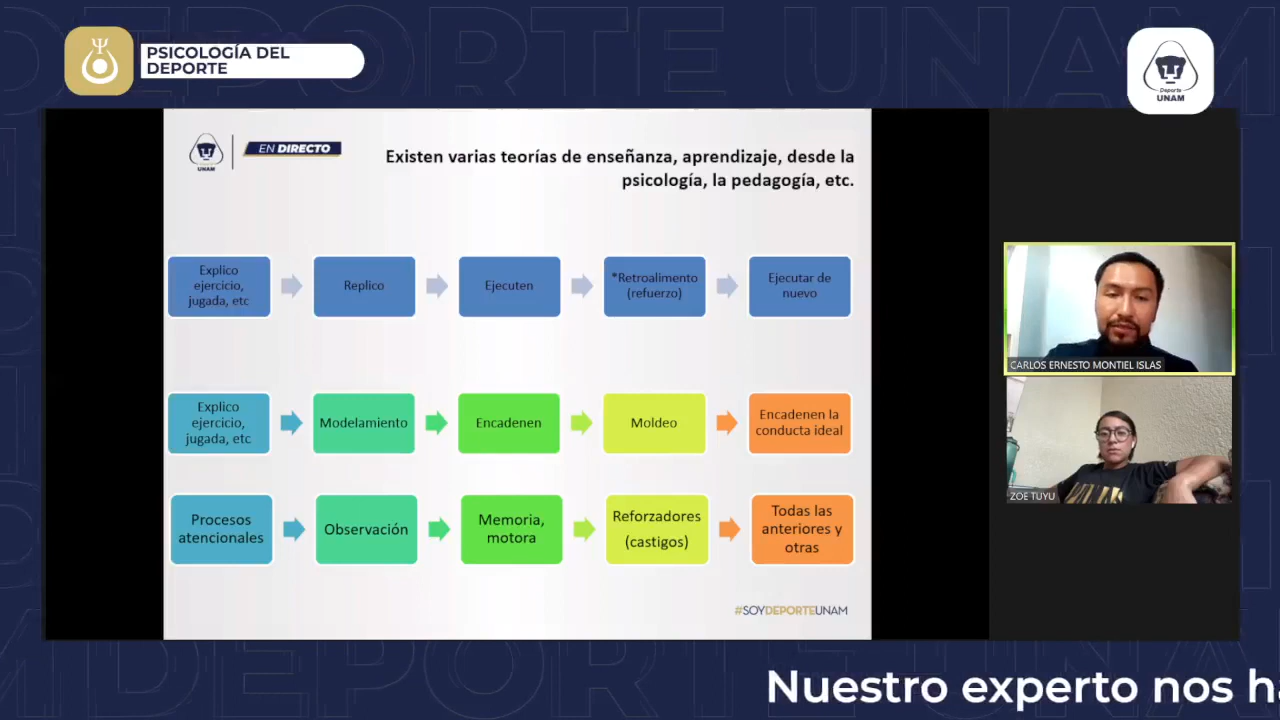 PSICOLOGÍA DEL
DEPORTE
Deporte
UNAM
UNAM
EN DIRECTO
Existen varias teorías de enseñanza, aprendizaje, desde la
psicología, la pedagogía, etc.
Explico
ejercicio,
jugada, etc
Replico
Ejecuten
*Retroalimento
(refuerzo)
Ejecutar de
nuevo
Explico
ejercicio,
jugada, etc
Modelamiento
Encadenen
Moldeo
Encadenen la
conducta ideal
Procesos
atencionales
Observación
Memoria,
motora
Reforzadores
(castigos)
Todas las
anteriores y
otras
#SOYDEPORTEUNAM
CARLOS ERNESTO MONTIEL ISLAS
ZOE TUYU
Nuestro experto nos ha